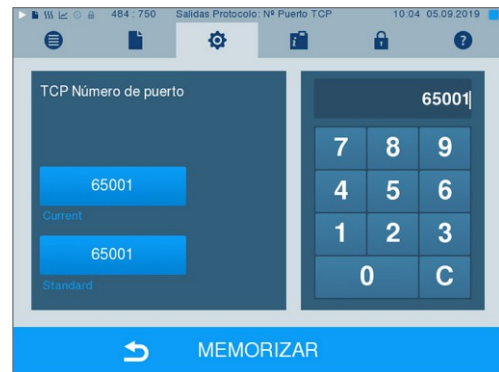 484 : 750 Salidas Protocolo: Nº Puerto TCP 10:04 05.09.2019
TCP Número de puerto
65001
Current
65001
Standard
65001
7 8 9
4 5 6
1 2 3
0 C
MEMORIZAR